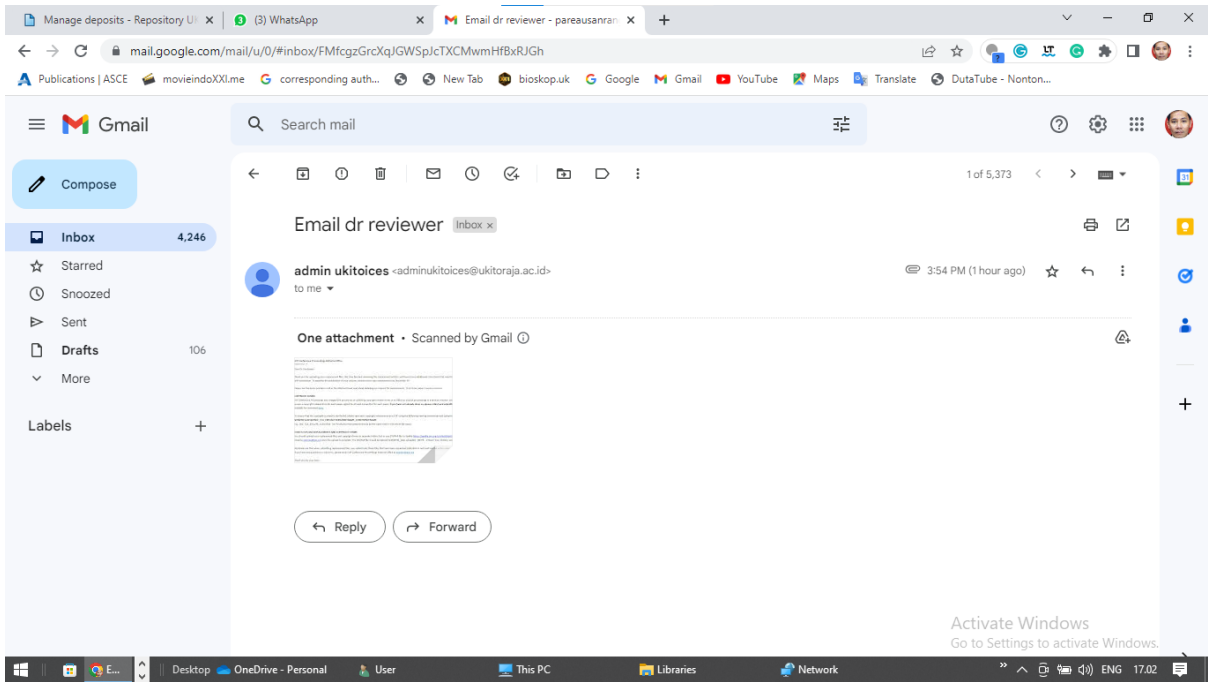 Manage deposits - Repository U
(3) WhatsApp
Email dr reviewer - pareausanran
mail.google.com/mail/u/0/#inbox/FMfcgzGrcXqJGWSpJcTXCMwmHfBxRJGh
Publications | ASCE
movieindoXXI.me
corresponding auth...
New Tab
bioskop.uk
Google
Gmail
YouTube
Maps
Translate
DutaTube - Nonton...
Gmail
Search mail
Compose
1 of 5,373
Email dr reviewer
Inbox x
Inbox 4,246
Starred
Snoozed
Sent
Drafts 106
More
Labels
admin ukitoices <adminukitoices@ukitoraja.ac.id>
3:54 PM (1 hour ago)
to me
One attachment • Scanned by Gmail
Reply
Forward
31
Activate Windows
Go to Settings to activate Windows.
E...
Desktop
OneDrive - Personal
User
This PC
Libraries
Network
ENG
17.02